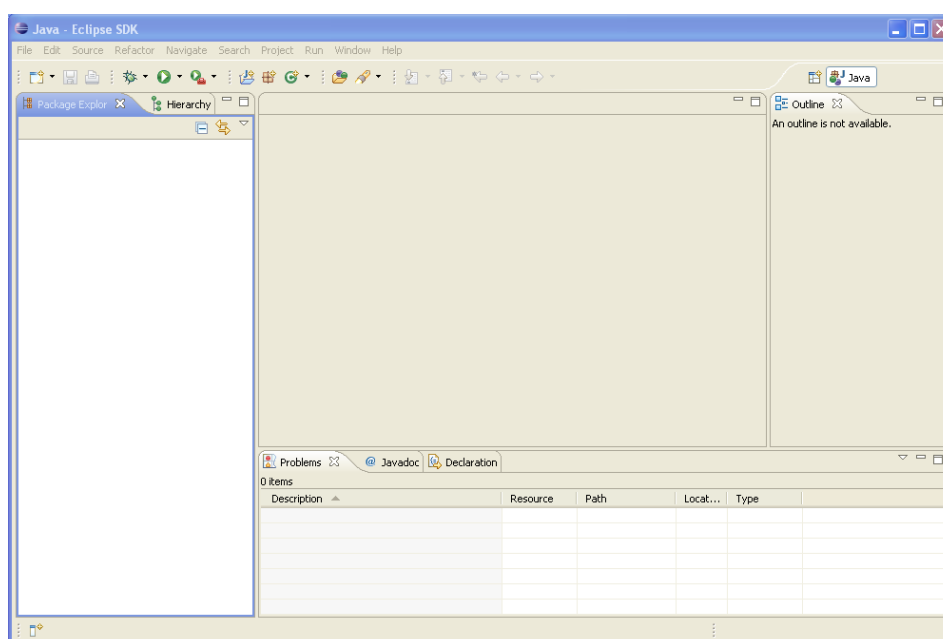 Java - Eclipse SDK
File Edit Source Refactor Navigate Search Project Run Window Help
Java
Package Explor Hierarchy
Outline
An outline is not available.
Problems @ Javadoc Declaration
0 items
Description Resource Path Locat... Type